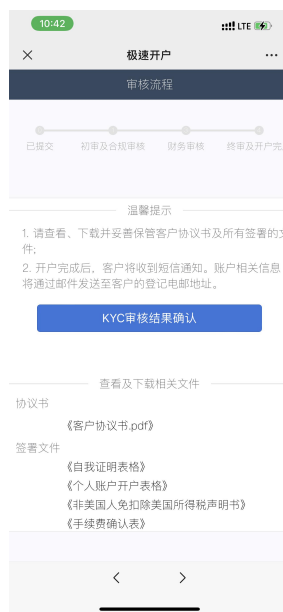 10:42
LTE
极速开户
审核流程
已提交 初审及合规审核 财务审核 终审及开户完
温馨提示
1. 请查看、下载并妥善保管客户协议书及所有签署的文
件;
2. 开户完成后，客户将收到短信通知。账户相关信息
将通过邮件发送至客户的登记电邮地址。
KYC审核结果确认
查看及下载相关文件
协议书
《客户协议书.pdf》
签署文件
《自我证明表格》
《个人账户开户表格》
《非美国人免扣除美国所得税声明书》
《手续费确认表》